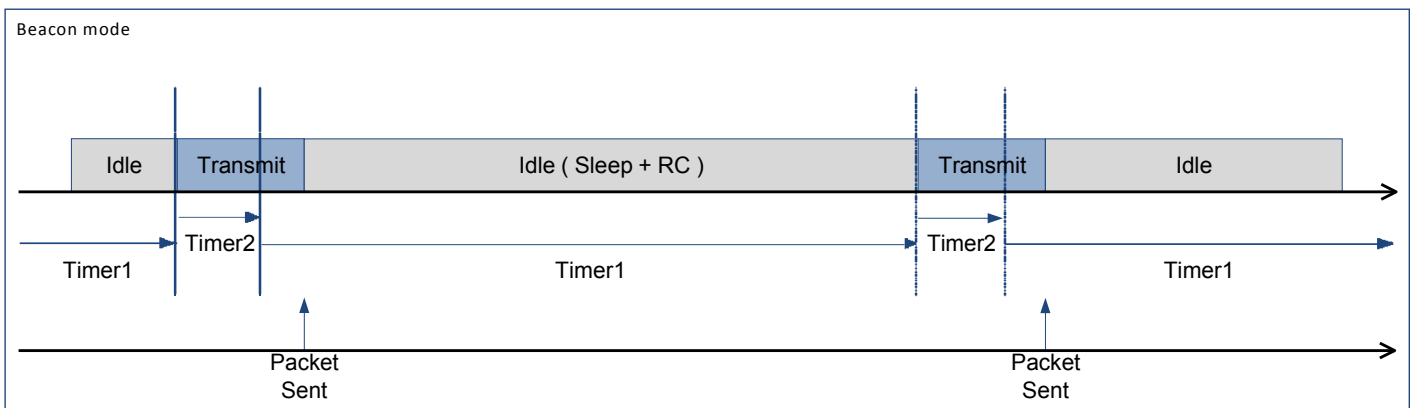 Beacon mode
Idle
Transmit
Idle ( Sleep + RC )
Transmit
Idle
Timer2
Timer2
Timer1
Timer1
Timer1
Packet
Sent
Packet
Sent